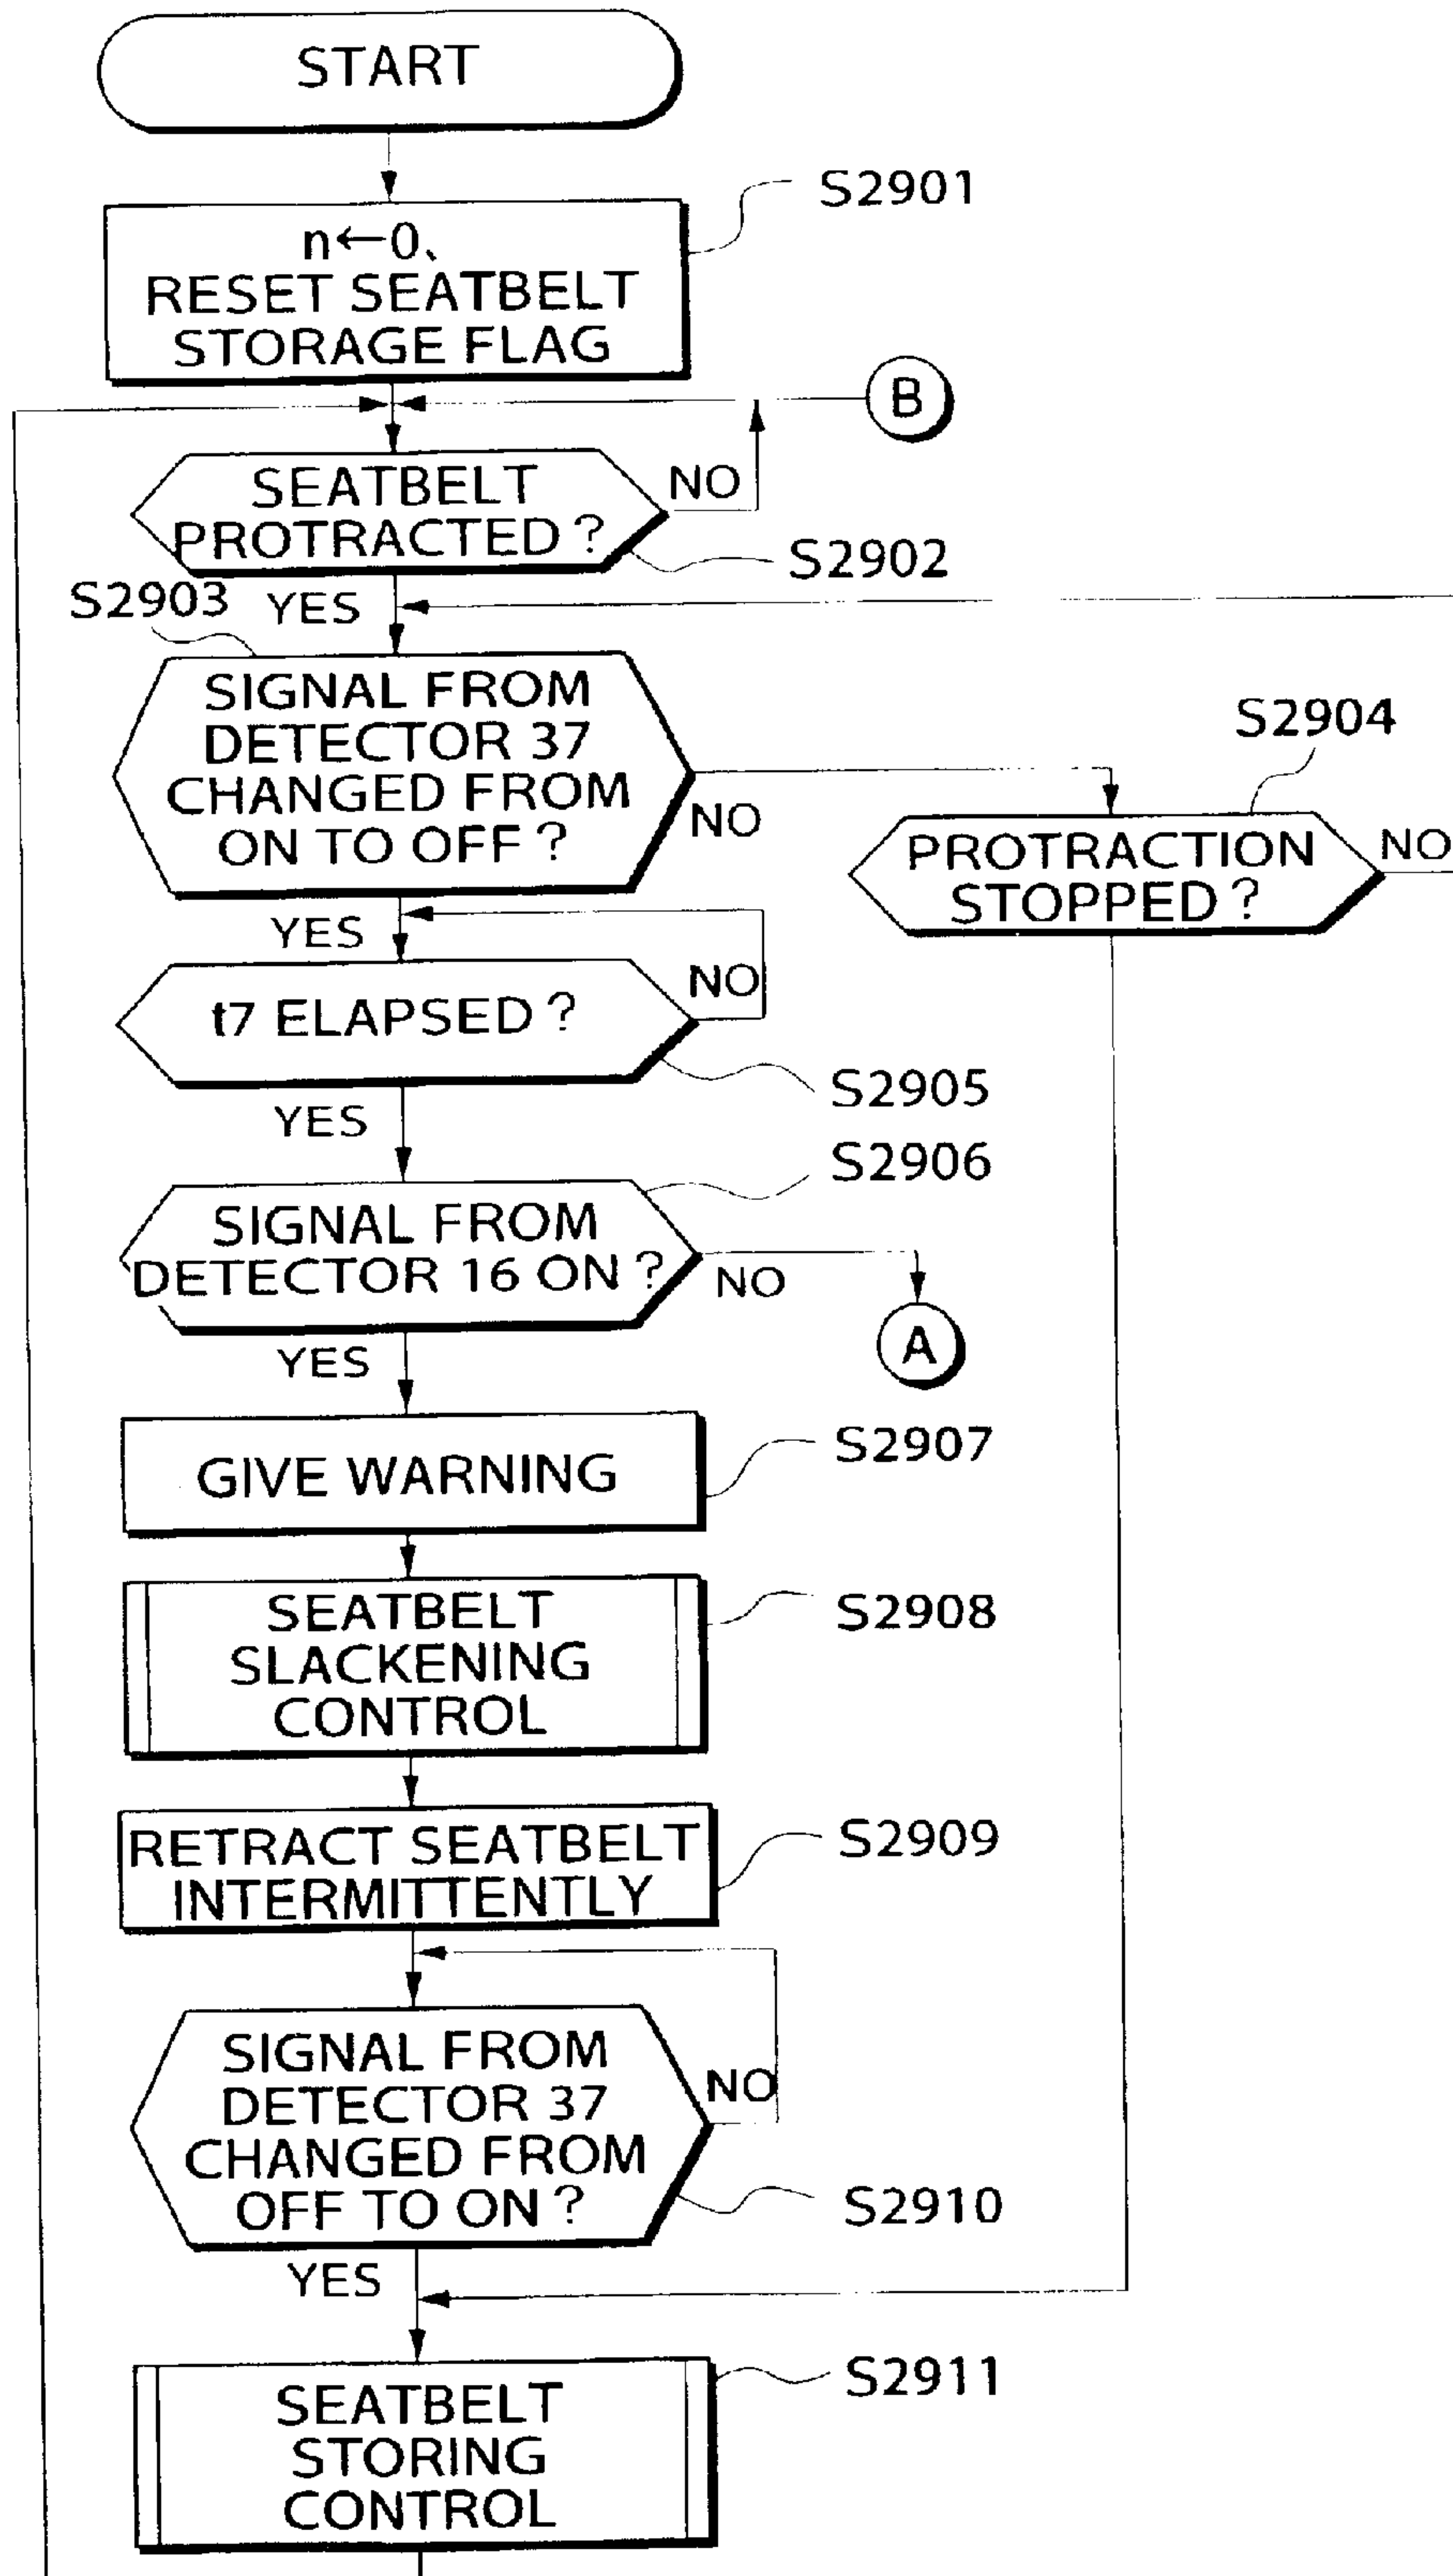 START
S2901
n←0、
RESET SEATBELT
STORAGE FLAG
B
SEATBELT
PROTRACTED ?
NO
S2902
S2903
YES
SIGNAL FROM
DETECTOR 37
CHANGED FROM
ON TO OFF ?
NO
S2904
PROTRACTION
STOPPED ?
NO
YES
t7 ELAPSED ?
NO
S2905
YES
S2906
SIGNAL FROM
DETECTOR 16 ON ?
NO
A
YES
GIVE WARNING
S2907
SEATBELT
SLACKENING
CONTROL
S2908
RETRACT SEATBELT
INTERMITTENTLY
S2909
SIGNAL FROM
DETECTOR 37
CHANGED FROM
OFF TO ON ?
NO
S2910
YES
SEATBELT
STORING
CONTROL
S2911